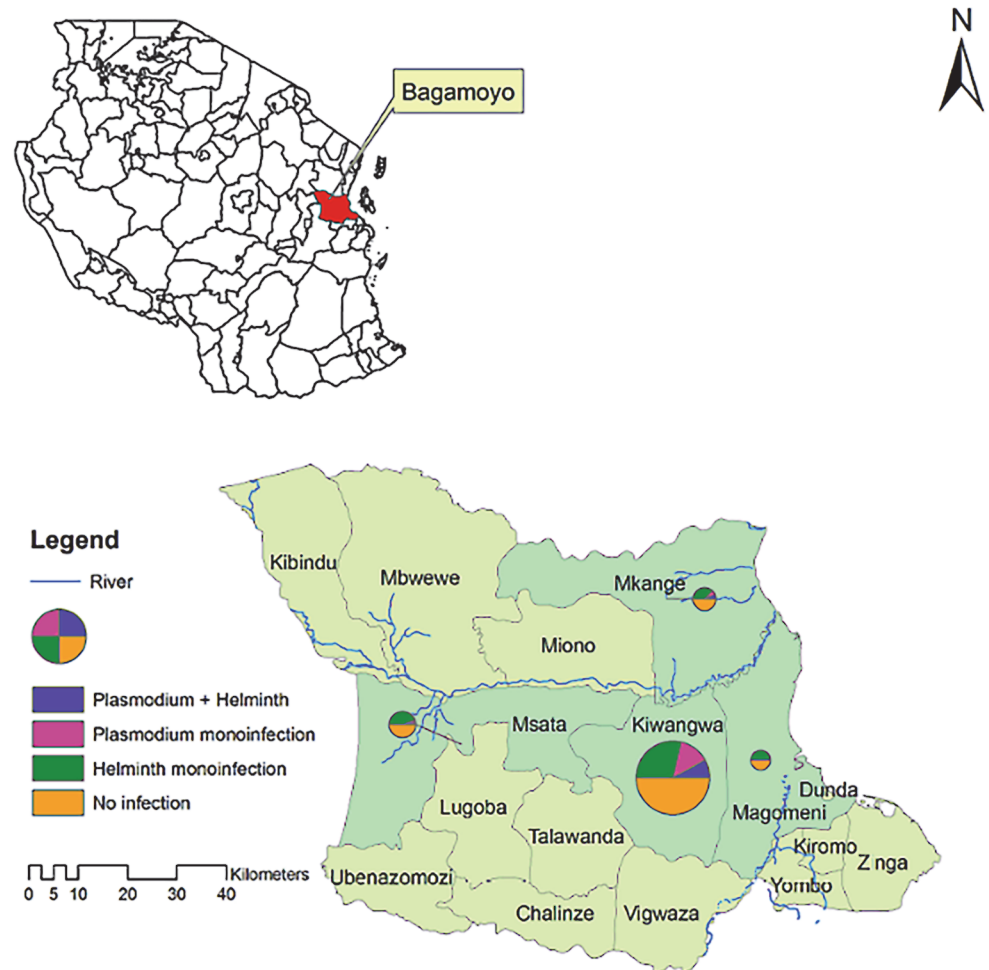 N
Bagamoyo
Legend
River
Plasmodium + Helminth
Plasmodium monoinfection
Helminth monoinfection
No infection
0 5 10 20 30 40 Kilometers
Kibindu
Mbwewe
Mkange
Miono
Msata
Kiwangwa
Dunda
Magomeni
Lugoba
Talawanda
Kiromo
Zinga
Ubenazomozi
Yombo
Chalinze
Vigwaza